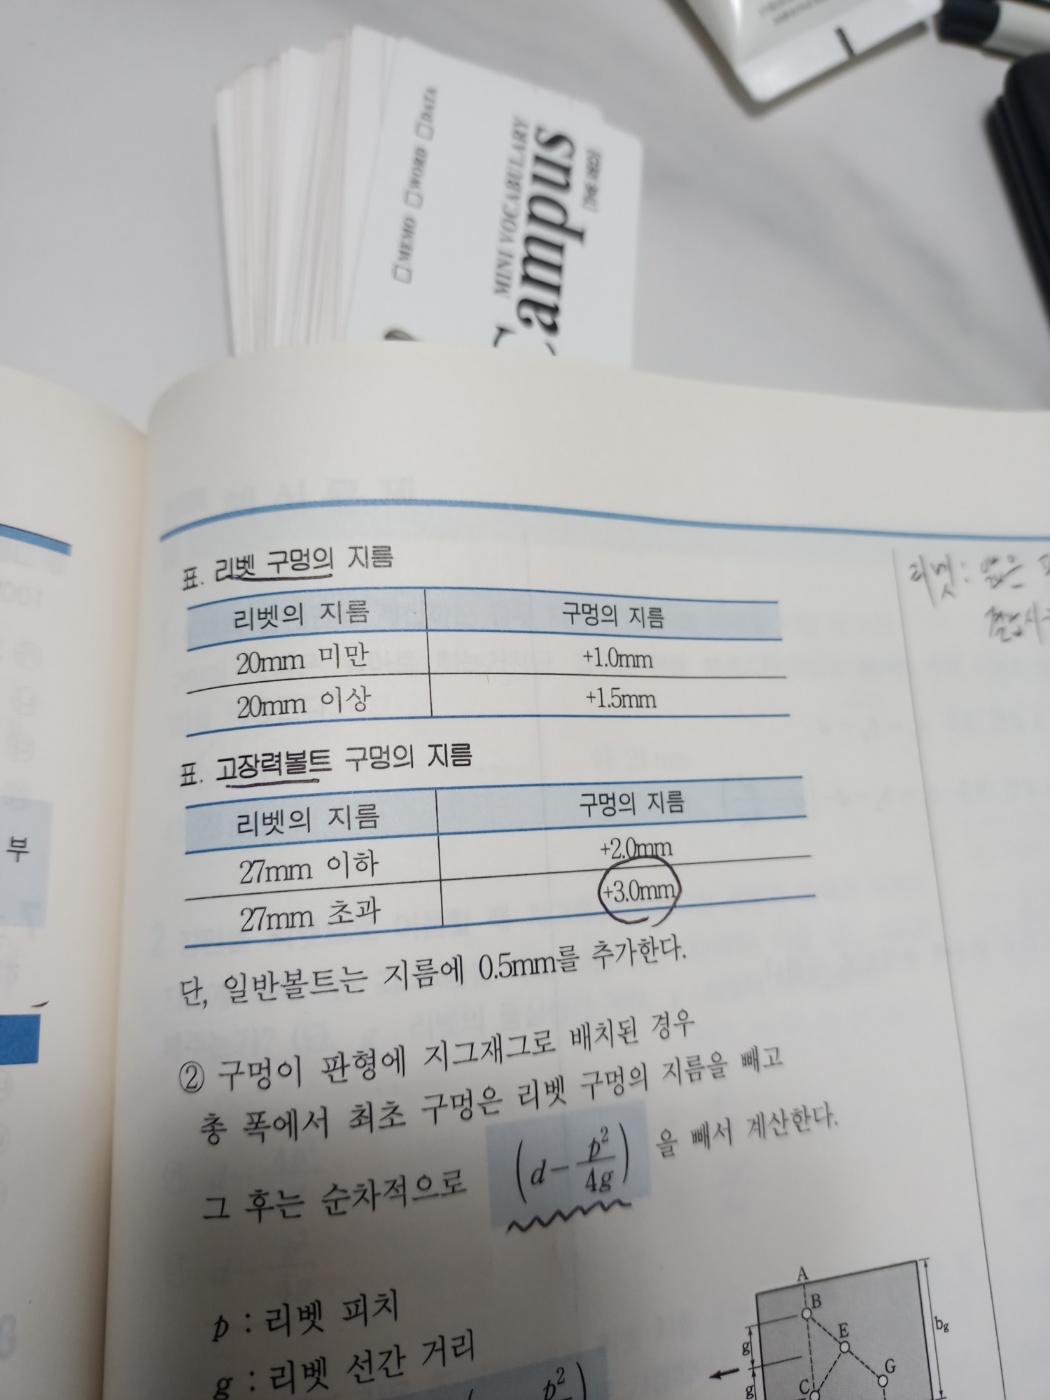 □MEMO □WORD □DATA
MINI VOCABULARY
ampus
표. 리벳 구멍의 지름
리벳의 지름 구멍의 지름
20mm 미만 +1.0mm
20mm 이상 +1.5mm
표. 고장력볼트 구멍의 지름
리벳의 지름 구멍의 지름
27mm 이하 +2.0mm
27mm 초과 +3.0mm
단, 일반볼트는 지름에 0.5mm를 추가한다.
② 구멍이 판형에 지그재그로 배치된 경우
총 폭에서 최초 구멍은 리벳 구멍의 지름을 빼고
그 후는 순차적으로 (d - p²/4g) 을 빼서 계산한다.
p : 리벳 피치
g : 리벳 선간 거리
p²
A
B
E
G
C
g
g
bg
리벳:
부